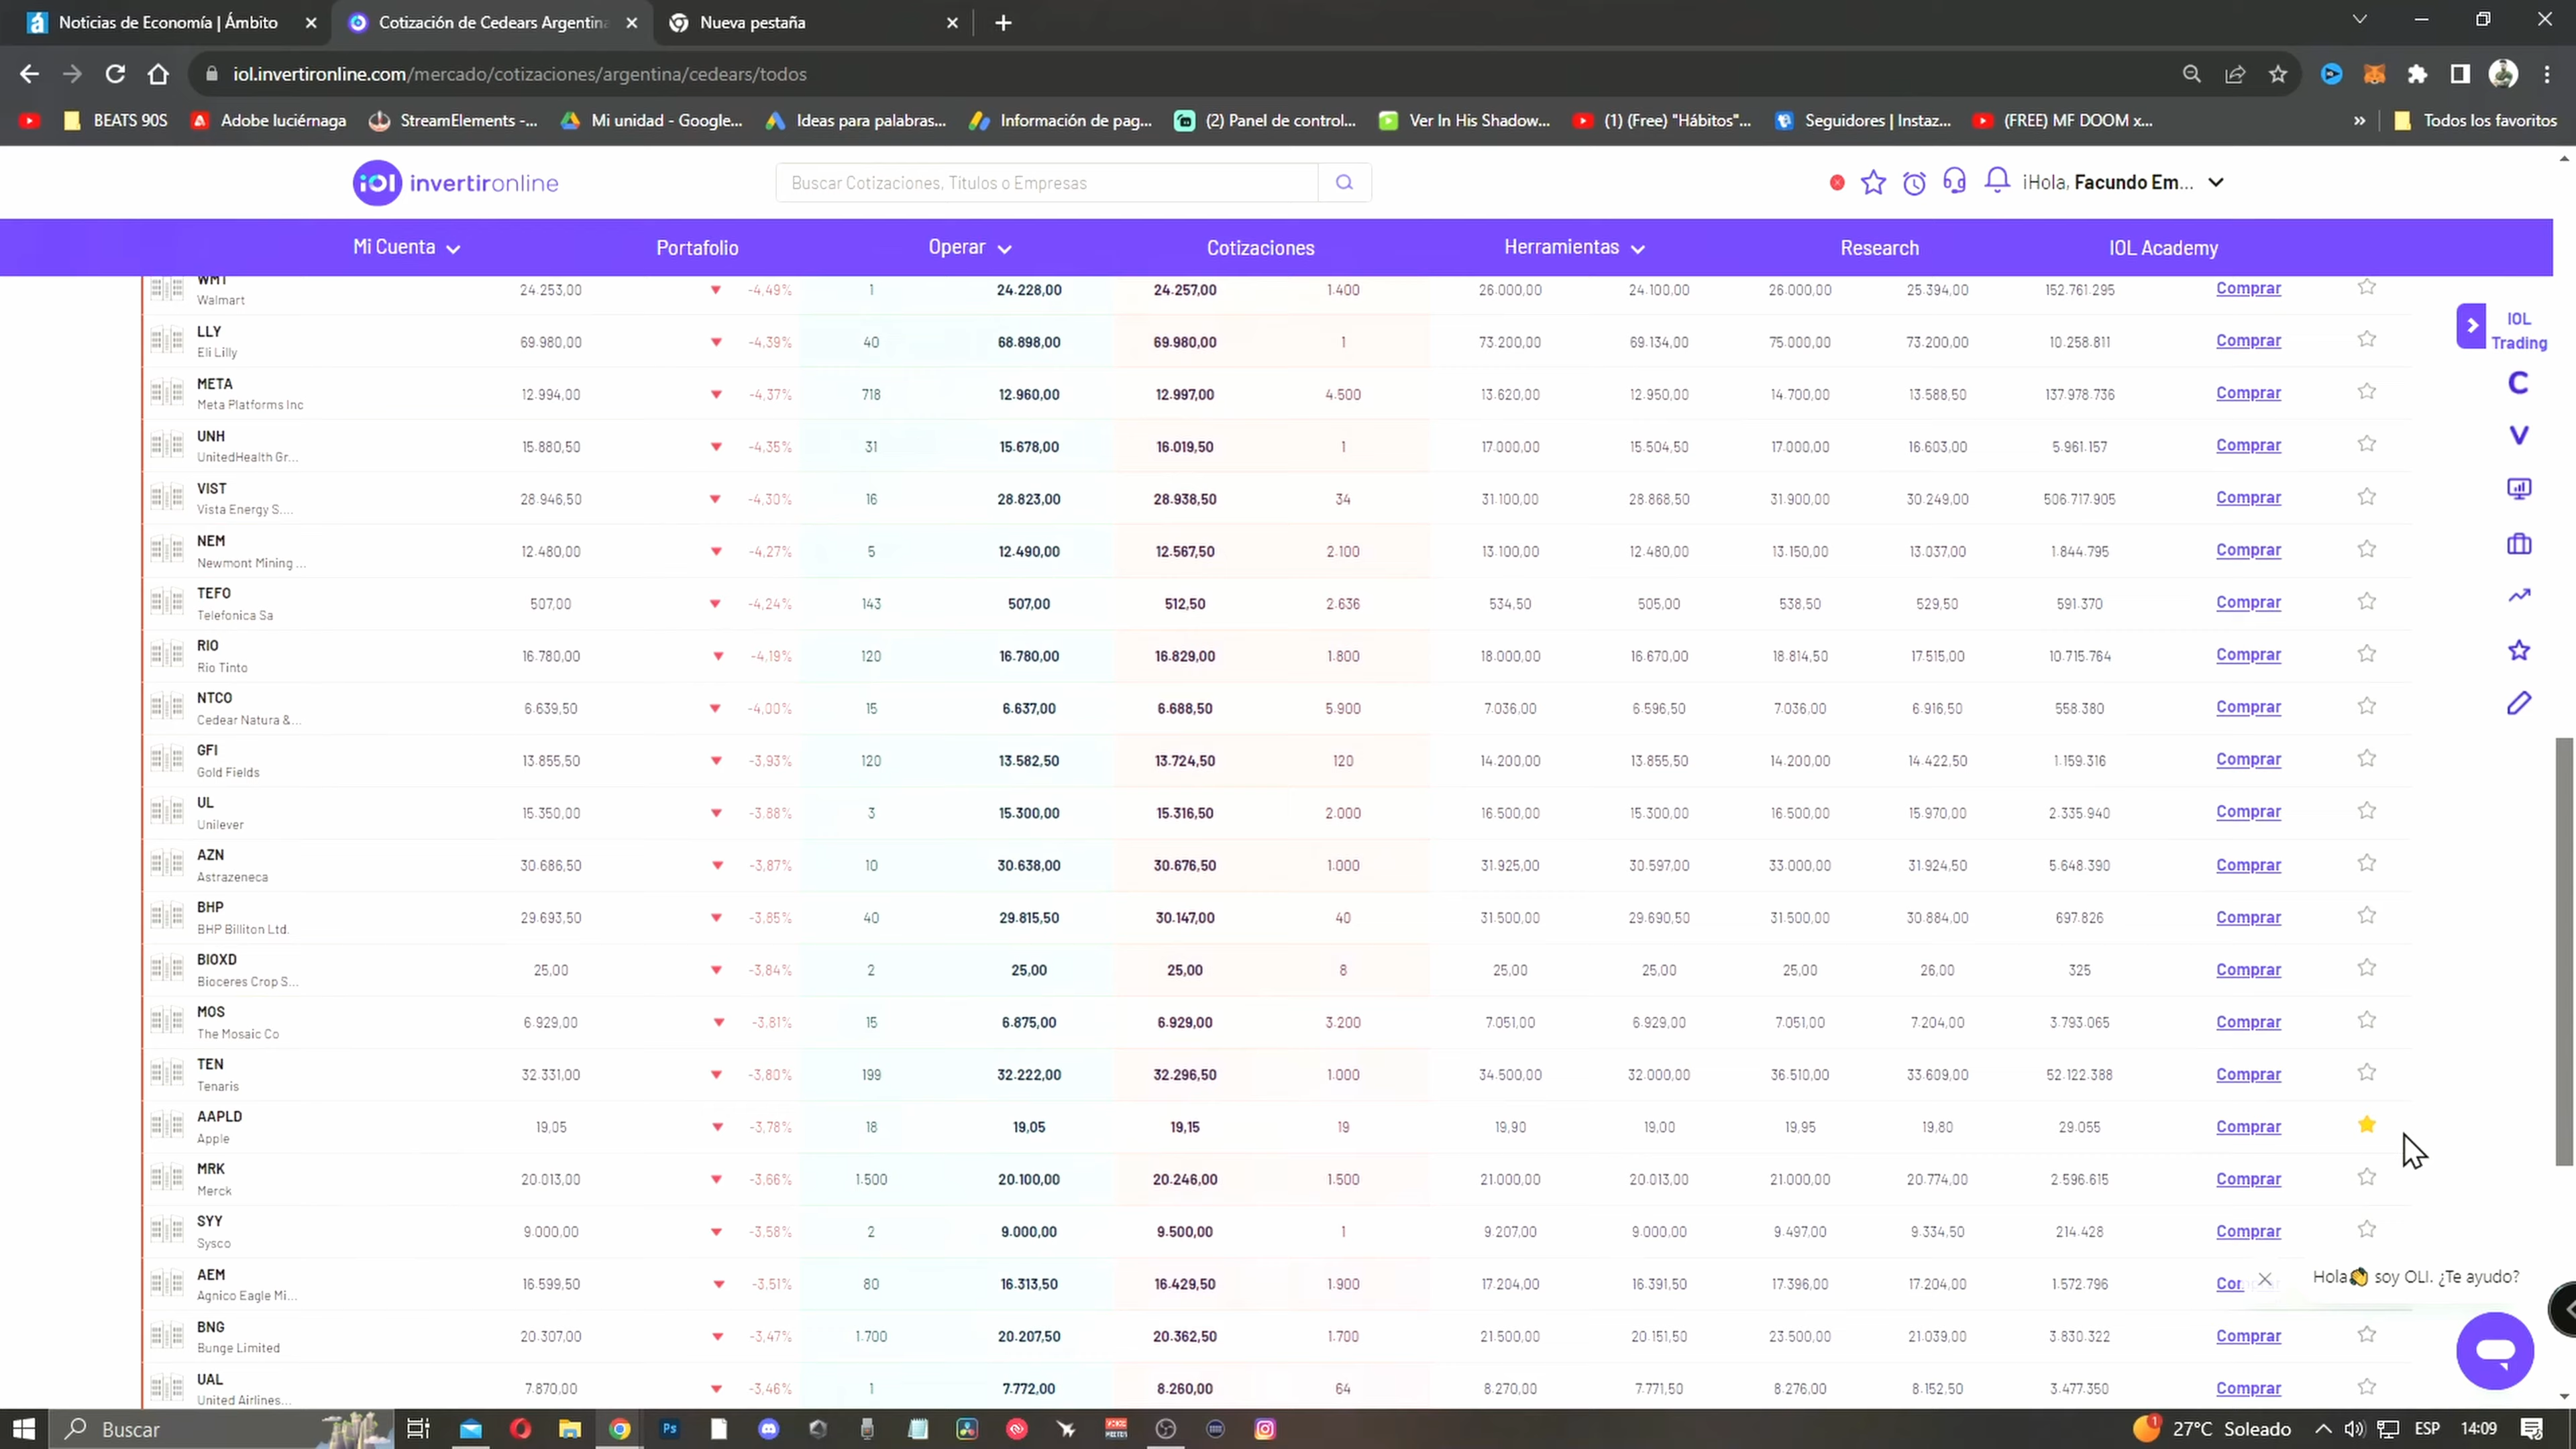 Noticias de Economía | Ámbito
Cotización de Cedears Argentina
Nueva pestaña
iol.invertironline.com/mercado/cotizaciones/argentina/cedears/todos
BEATS 90S
Adobe luciérnaga
StreamElements -...
Mi unidad - Google...
Ideas para palabras...
Información de pag...
(2) Panel de control...
Ver In His Shadow...
(1) (Free) "Hábitos"...
Seguidores | Instaz...
(FREE) MF DOOM x...
»
Todos los favoritos
iOl invertironline
Buscar Cotizaciones, Titulos o Empresas
¡Hola, Facundo Em...
Mi Cuenta Portafolio Operar Cotizaciones Herramientas Research IOL Academy
WMT 24.253,00 -4,49% 1 24.228,00 24.257,00 1.400 26.000,00 24.100,00 26.000,00 25.394,00 152.761.295 Comprar
Walmart
LLY 69.980,00 -4,39% 40 68.898,00 69.980,00 1 73.200,00 69.134,00 75.000,00 73.200,00 10.258.811 Comprar
Eli Lilly
META 12.994,00 -4,37% 718 12.960,00 12.997,00 4.500 13.620,00 12.950,00 14.700,00 13.588,50 137.978.736 Comprar
Meta Platforms Inc
UNH 15.880,50 -4,35% 31 15.678,00 16.019,50 1 17.000,00 15.504,50 17.000,00 16.603,00 5.961.157 Comprar
UnitedHealth Gr...
VIST 28.946,50 -4,30% 16 28.823,00 28.938,50 34 31.100,00 28.868,50 31.900,00 30.249,00 506.717.905 Comprar
Vista Energy S....
NEM 12.480,00 -4,27% 5 12.490,00 12.567,50 2.100 13.100,00 12.480,00 13.150,00 13.037,00 1.844.795 Comprar
Newmont Mining ...
TEFO 507,00 -4,24% 143 507,00 512,50 2.636 534,50 505,00 538,50 529,50 591.370 Comprar
Telefonica Sa
RIO 16.780,00 -4,19% 120 16.780,00 16.829,00 1.800 18.000,00 16.670,00 18.814,50 17.515,00 10.715.764 Comprar
Rio Tinto
NTCO 6.639,50 -4,00% 15 6.637,00 6.688,50 5.900 7.036,00 6.596,50 7.036,00 6.916,50 558.380 Comprar
Cedear Natura &...
GFI 13.855,50 -3,93% 120 13.582,50 13.724,50 120 14.200,00 13.855,50 14.200,00 14.422,50 1.159.316 Comprar
Gold Fields
UL 15.350,00 -3,88% 3 15.300,00 15.316,50 2.000 16.500,00 15.300,00 16.500,00 15.970,00 2.335.940 Comprar
Unilever
AZN 30.686,50 -3,87% 10 30.638,00 30.676,50 1.000 31.925,00 30.597,00 33.000,00 31.924,50 5.648.390 Comprar
Astrazeneca
BHP 29.693,50 -3,85% 40 29.815,50 30.147,00 40 31.500,00 29.690,50 31.500,00 30.884,00 697.826 Comprar
BHP Billiton Ltd.
BIOXD 25,00 -3,84% 2 25,00 25,00 8 25,00 25,00 25,00 26,00 325 Comprar
Bioceres Crop S...
MOS 6.929,00 -3,81% 15 6.875,00 6.929,00 3.200 7.051,00 6.929,00 7.051,00 7.204,00 3.793.065 Comprar
The Mosaic Co
TEN 32.331,00 -3,80% 199 32.222,00 32.296,50 1.000 34.500,00 32.000,00 36.510,00 33.609,00 52.122.388 Comprar
Tenaris
AAPLD 19,05 -3,78% 18 19,05 19,15 19 19,90 19,00 19,95 19,80 29.055 Comprar
Apple
MRK 20.013,00 -3,66% 1.500 20.100,00 20.246,00 1.500 21.000,00 20.013,00 21.000,00 20.774,00 2.596.615 Comprar
Merck
SYY 9.000,00 -3,58% 2 9.000,00 9.500,00 1 9.207,00 9.000,00 9.497,00 9.334,50 214.428 Comprar
Sysco
AEM 16.599,50 -3,51% 80 16.313,50 16.429,50 1.900 17.204,00 16.391,50 17.396,00 17.204,00 1.572.796 Com
Agnico Eagle Mi...
BNG 20.307,00 -3,47% 1.700 20.207,50 20.362,50 1.700 21.500,00 20.151,50 23.500,00 21.039,00 3.830.322 Comprar
Bunge Limited
UAL 7.870,00 -3,46% 1 7.772,00 8.260,00 64 8.270,00 7.771,50 8.276,00 8.152,50 3.477.350 Comprar
United Airlines...
IOL
Trading
C
V
Hola👋 soy OLI. ¿Te ayudo?
Buscar
Ps
VOICE
MEETER
1
27°C Soleado
ESP
14:09